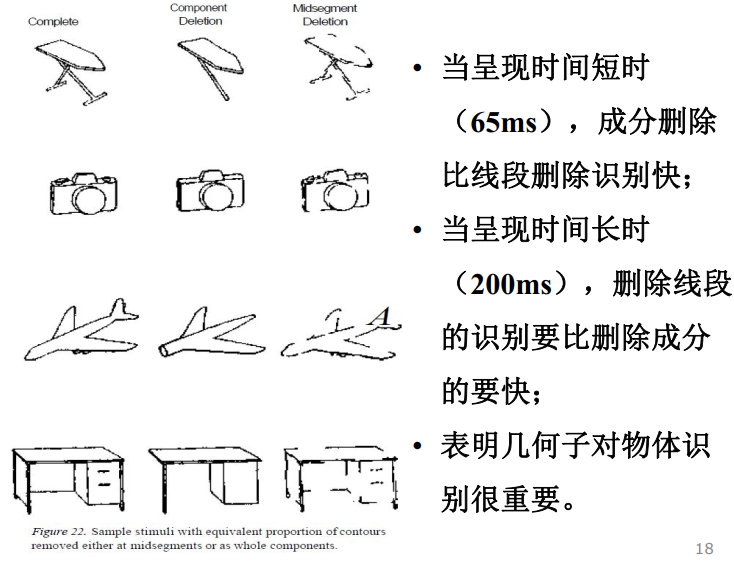 Complete
Component
Deletion
Midsegment
Deletion
• 当呈现时间短时
（65ms），成分删除
比线段删除识别快；
• 当呈现时间长时
（200ms），删除线段
的识别要比删除成分
的要快；
• 表明几何子对物体识
别很重要。
Figure 22. Sample stimuli with equivalent proportion of contours
removed either at midsegments or as whole components.
18